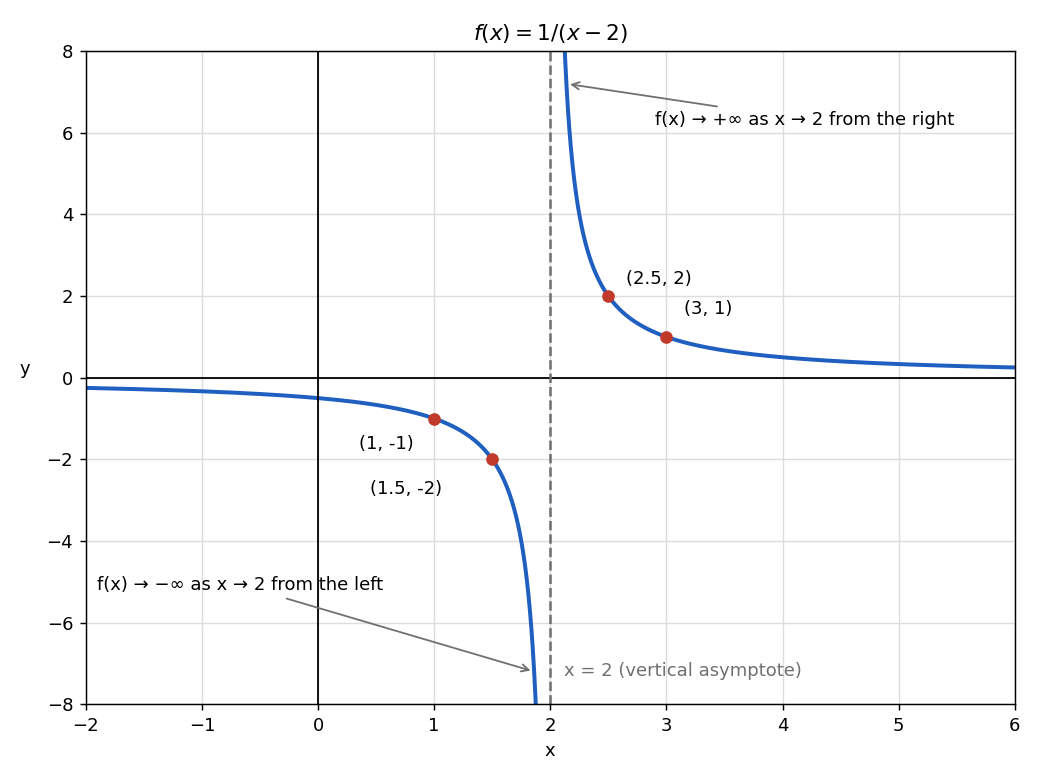 f(x) = 1/(x − 2)
8
6
4
2
0
−2
−4
−6
−8
y
f(x) → +∞ as x → 2 from the right
(2.5, 2)
(3, 1)
(1, -1)
(1.5, -2)
f(x) → −∞ as x → 2 from the left
x = 2 (vertical asymptote)
−2 −1 0 1 2 3 4 5 6
x